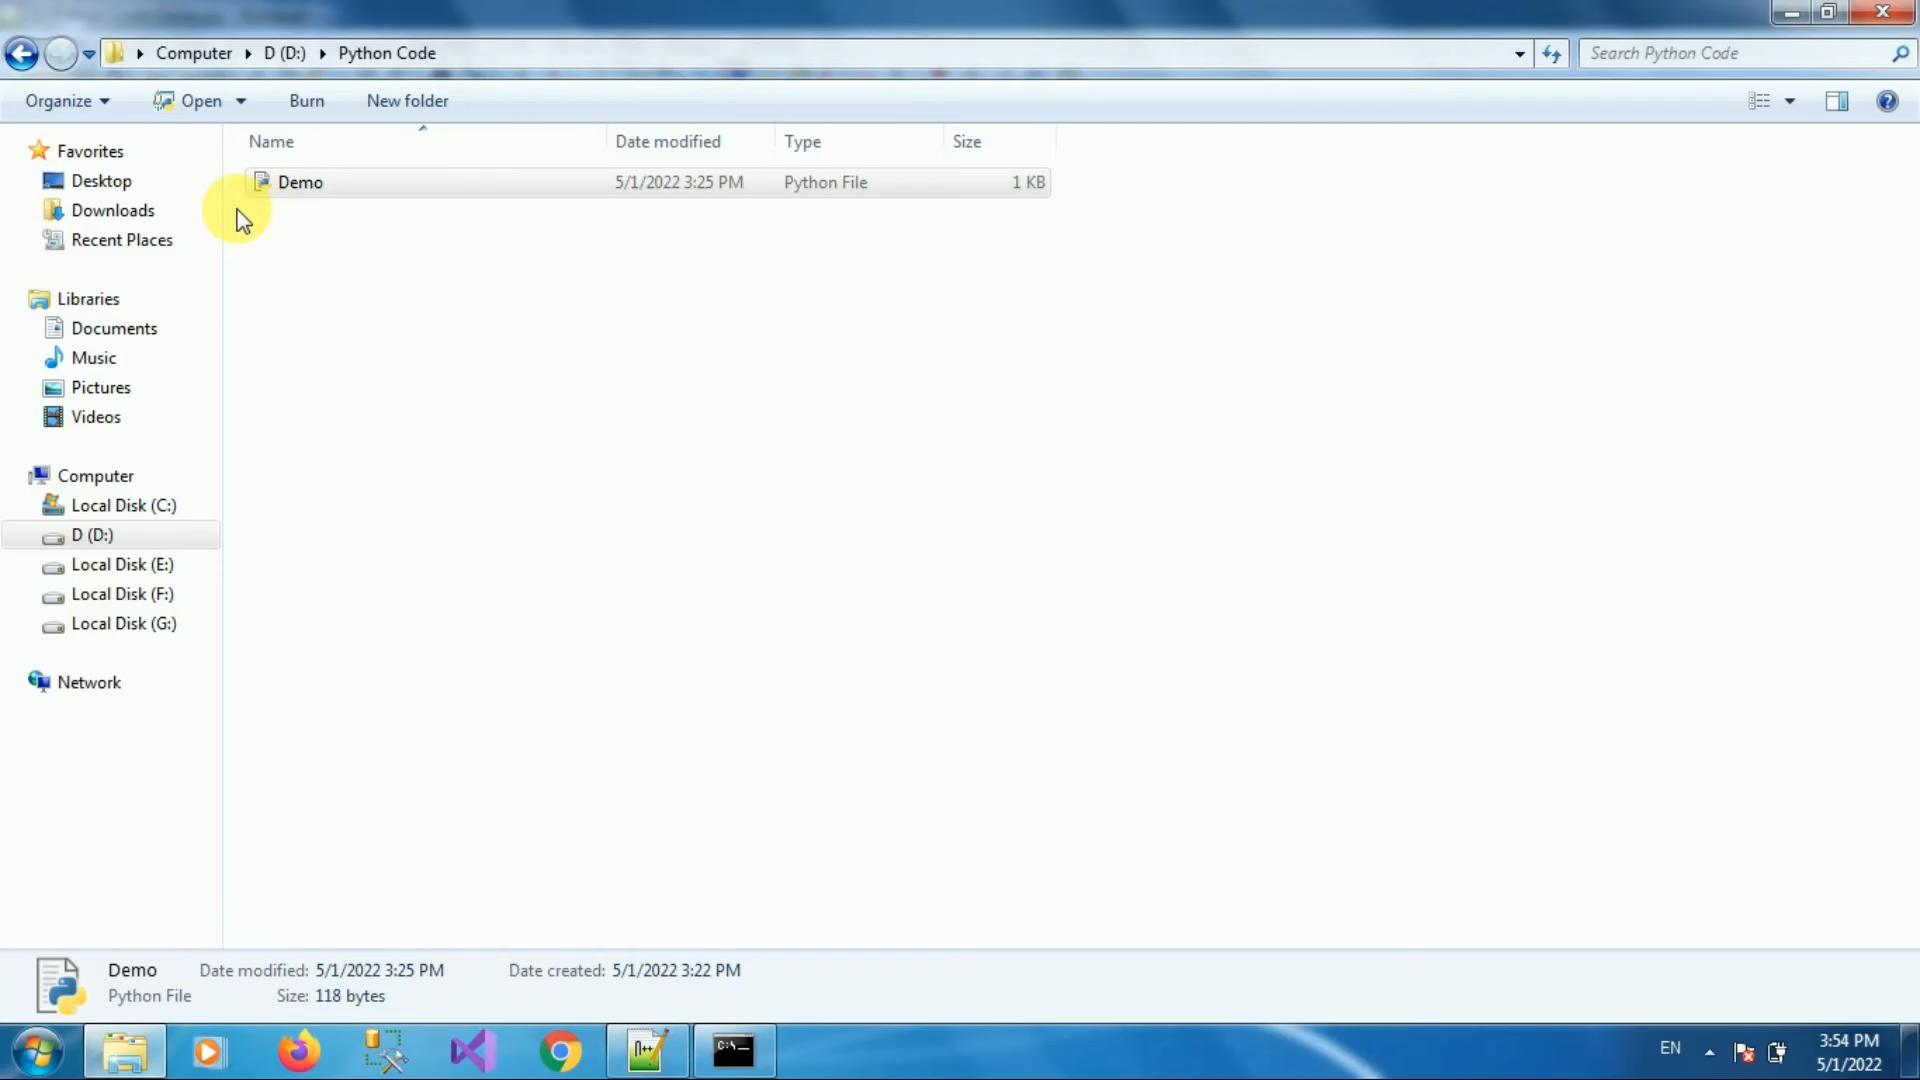 Computer D (D:) Python Code Search Python Code
Organize Open Burn New folder
Name Date modified Type Size
Demo 5/1/2022 3:25 PM Python File 1 KB
Favorites
Desktop
Downloads
Recent Places
Libraries
Documents
Music
Pictures
Videos
Computer
Local Disk (C:)
D (D:)
Local Disk (E:)
Local Disk (F:)
Local Disk (G:)
Network
Demo Date modified: 5/1/2022 3:25 PM Date created: 5/1/2022 3:22 PM
Python File Size: 118 bytes
EN 3:54 PM
5/1/2022